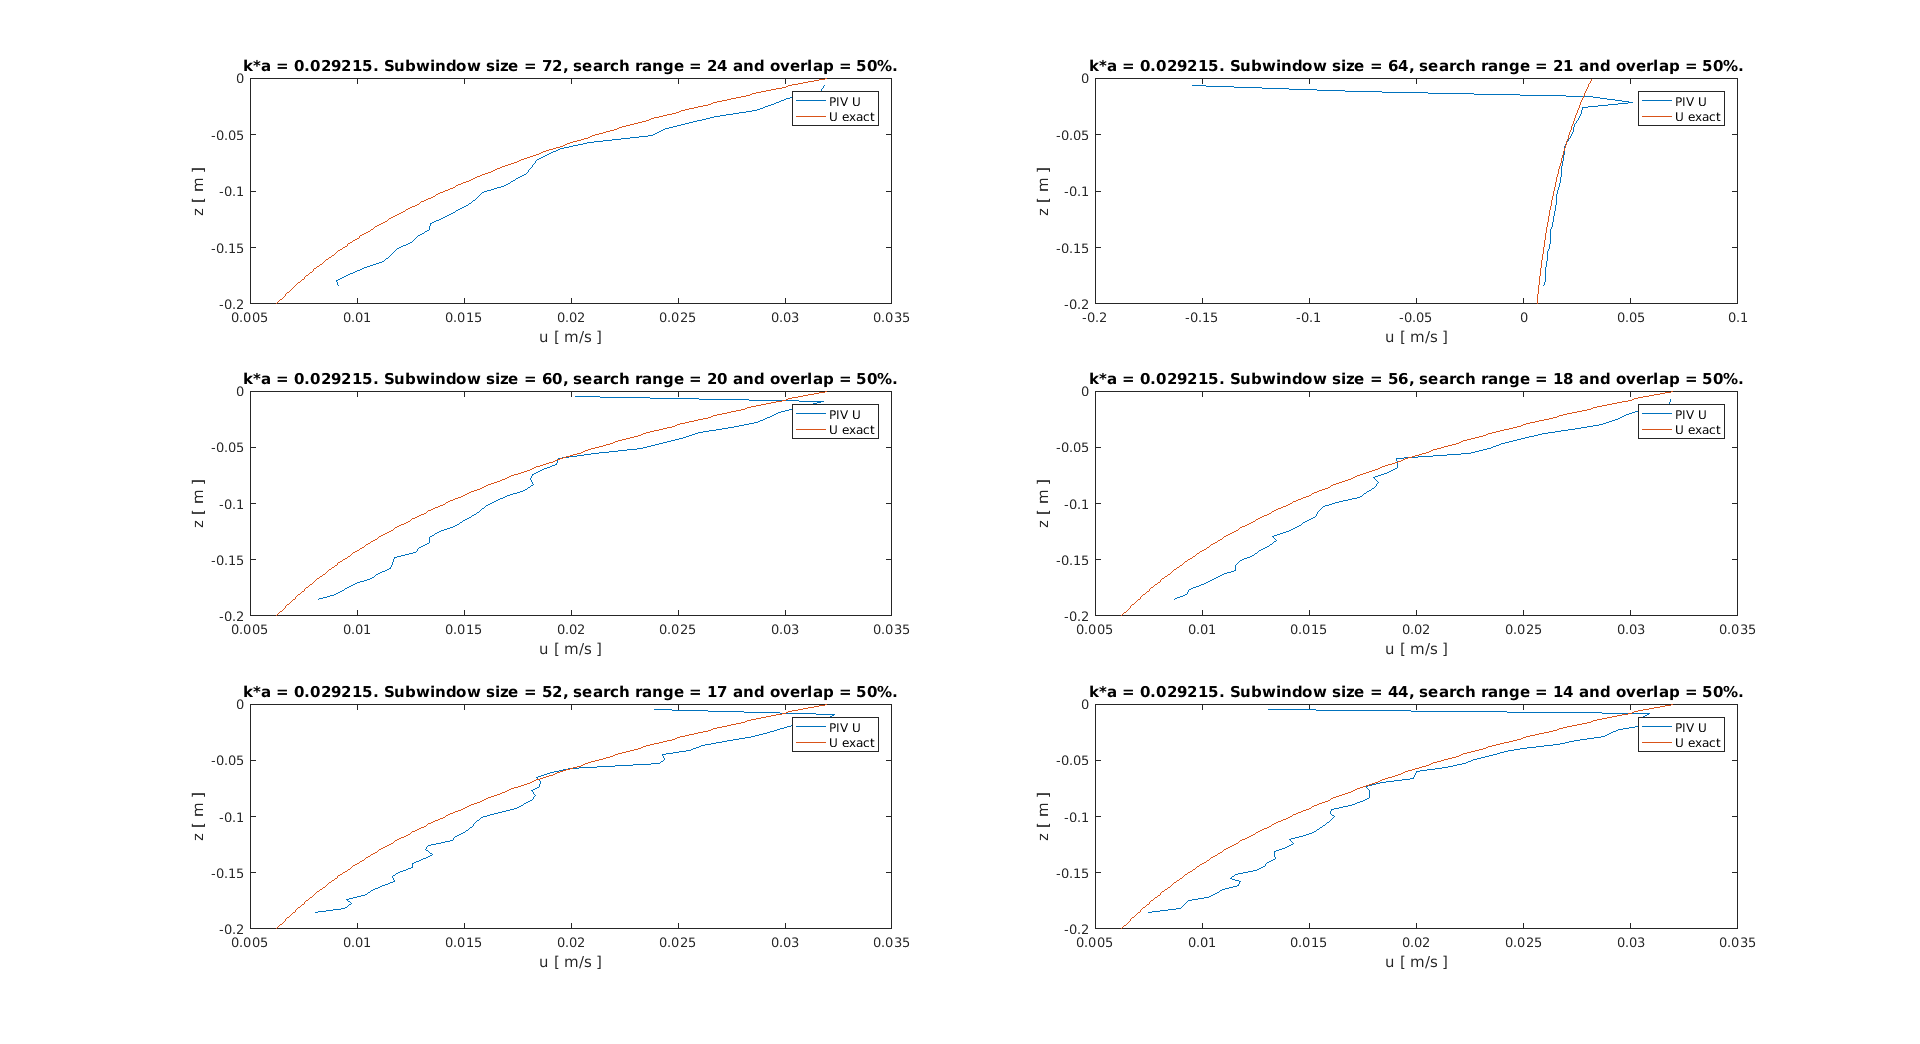 k*a = 0.029215. Subwindow size = 72, search range = 24 and overlap = 50%.
0
-0.05
-0.1
-0.15
-0.2
z [ m ]
0.005 0.01 0.015 0.02 0.025 0.03 0.035
u [ m/s ]
PIV U
U exact
k*a = 0.029215. Subwindow size = 64, search range = 21 and overlap = 50%.
0
-0.05
-0.1
-0.15
-0.2
z [ m ]
-0.2 -0.15 -0.1 -0.05 0 0.05 0.1
u [ m/s ]
PIV U
U exact
k*a = 0.029215. Subwindow size = 60, search range = 20 and overlap = 50%.
0
-0.05
-0.1
-0.15
-0.2
z [ m ]
0.005 0.01 0.015 0.02 0.025 0.03 0.035
u [ m/s ]
PIV U
U exact
k*a = 0.029215. Subwindow size = 56, search range = 18 and overlap = 50%.
0
-0.05
-0.1
-0.15
-0.2
z [ m ]
0.005 0.01 0.015 0.02 0.025 0.03 0.035
u [ m/s ]
PIV U
U exact
k*a = 0.029215. Subwindow size = 52, search range = 17 and overlap = 50%.
0
-0.05
-0.1
-0.15
-0.2
z [ m ]
0.005 0.01 0.015 0.02 0.025 0.03 0.035
u [ m/s ]
PIV U
U exact
k*a = 0.029215. Subwindow size = 44, search range = 14 and overlap = 50%.
0
-0.05
-0.1
-0.15
-0.2
z [ m ]
0.005 0.01 0.015 0.02 0.025 0.03 0.035
u [ m/s ]
PIV U
U exact